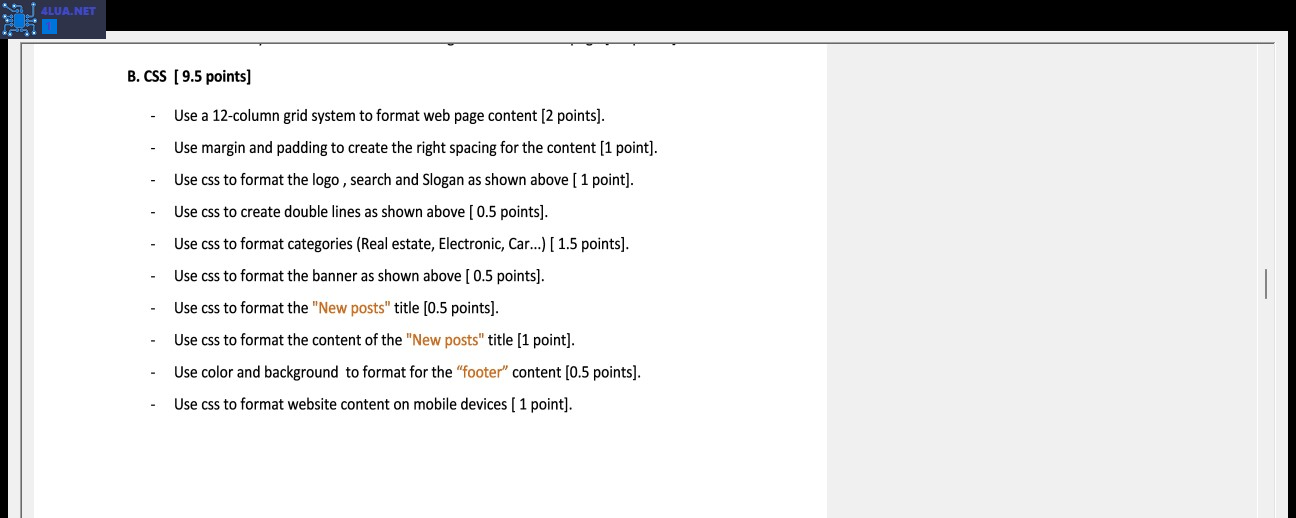 4LUA.NET
B. CSS [ 9.5 points]
- Use a 12-column grid system to format web page content [2 points].
- Use margin and padding to create the right spacing for the content [1 point].
- Use css to format the logo , search and Slogan as shown above [ 1 point].
- Use css to create double lines as shown above [ 0.5 points].
- Use css to format categories (Real estate, Electronic, Car...) [ 1.5 points].
- Use css to format the banner as shown above [ 0.5 points].
- Use css to format the "New posts" title [0.5 points].
- Use css to format the content of the "New posts" title [1 point].
- Use color and background  to format for the “footer” content [0.5 points].
- Use css to format website content on mobile devices [ 1 point].